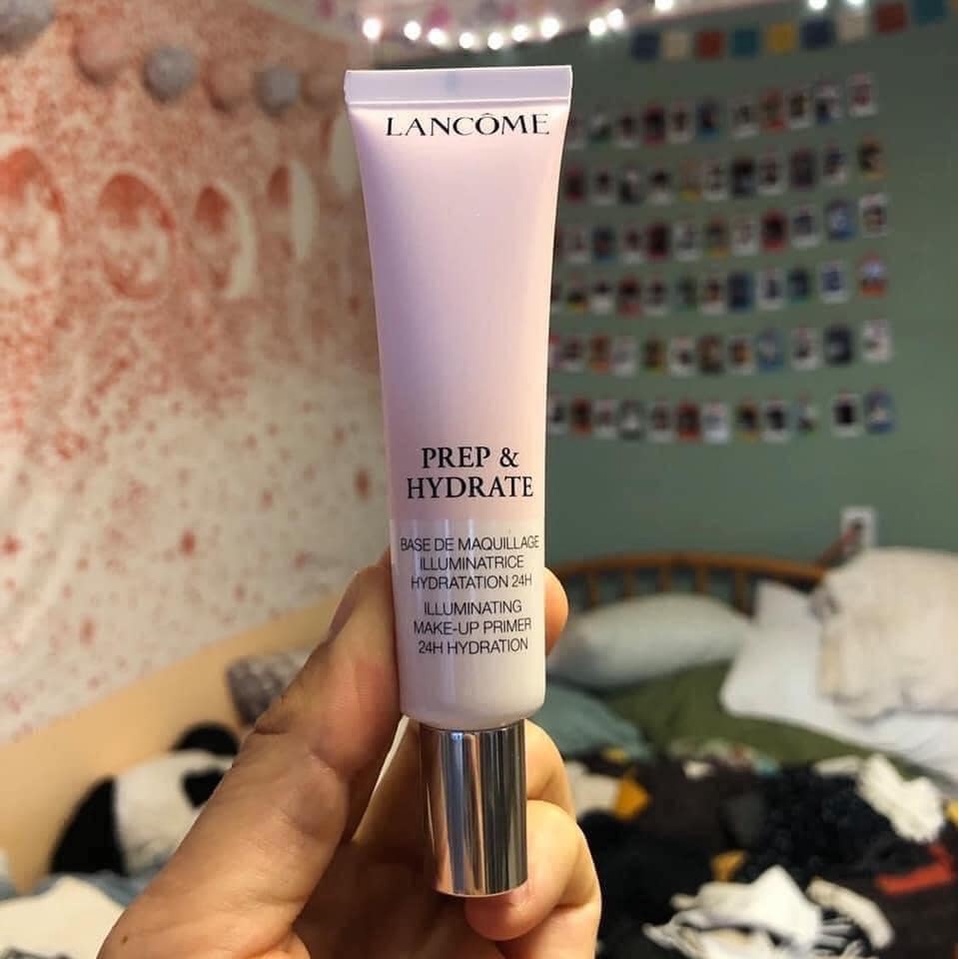 LANCÔME
PREP &
HYDRATE
BASE DE MAQUILLAGE
ILLUMINATRICE
HYDRATATION 24H
ILLUMINATING
MAKE-UP PRIMER
24H HYDRATION